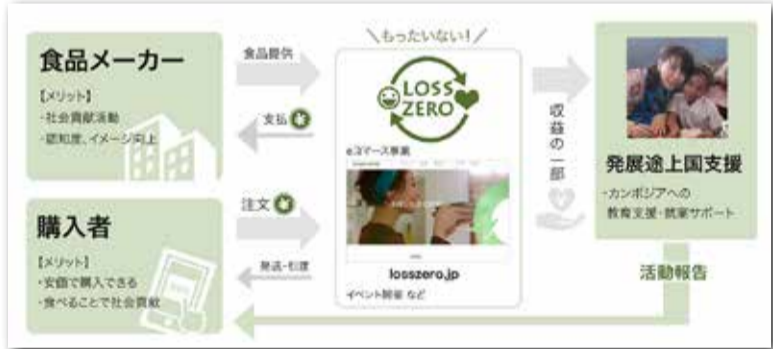 食品メーカー
【メリット】
・社会貢献活動
・認知度、イメージ向上
食品提供
支払
もったいない！
LOSS
ZERO
eコマース事業
losszero.jp
イベント開催 など
収益の一部
発展途上国支援
・カンボジアへの
教育支援・就業サポート
購入者
【メリット】
・安価で購入できる
・食べることで社会貢献
注文
発送・引渡
活動報告